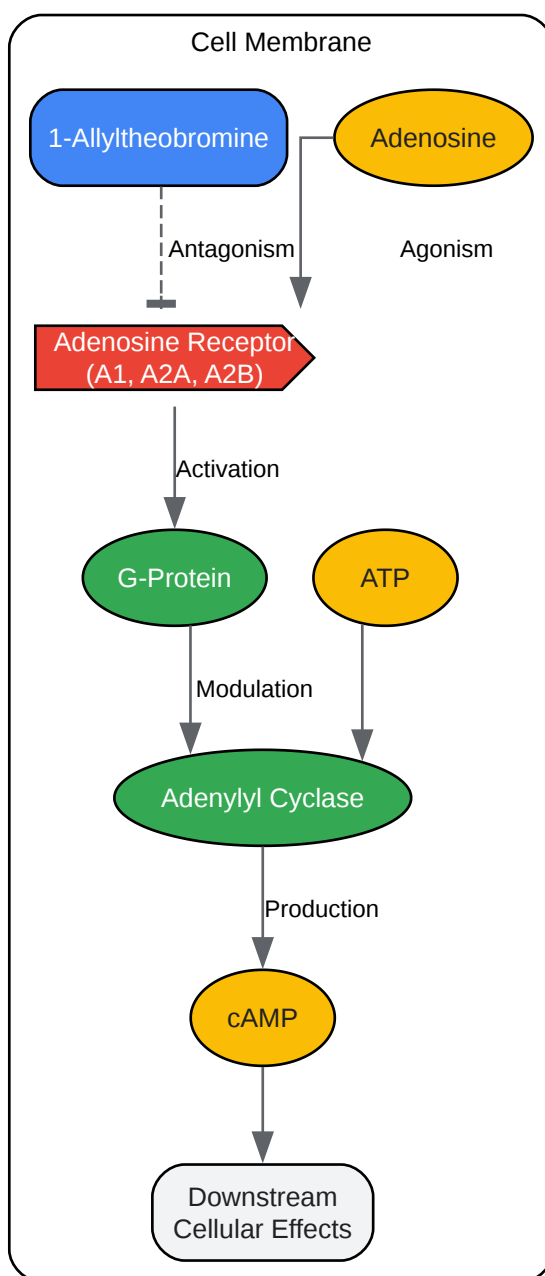 Cell Membrane
1-Allyltheobromine
Adenosine
Antagonism
Agonism
Adenosine Receptor
(A1, A2A, A2B)
Activation
G-Protein
ATP
Modulation
Adenylyl Cyclase
Production
cAMP
Downstream
Cellular Effects